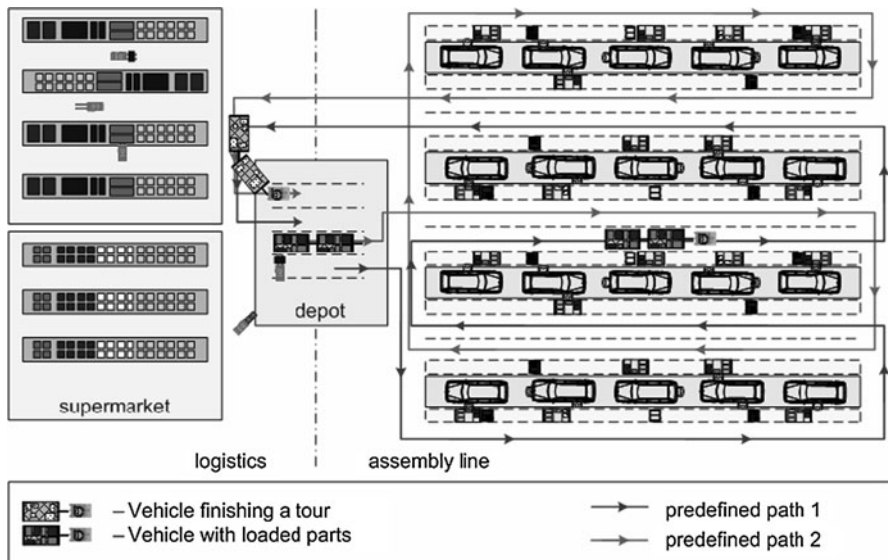 depot
supermarket
logistics
assembly line
D – Vehicle finishing a tour
D – Vehicle with loaded parts
predefined path 1
predefined path 2